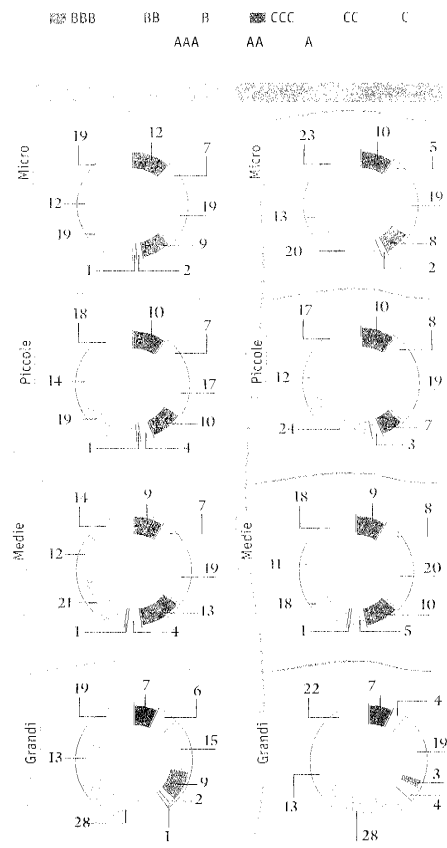 BBB BB B CCC CC C
AAA AA A
Micro
19 12 7
12 19
19 9
1 2
Micro
23 10 5
13 19
20 8
2
Piccole
18 10 7
14 17
19 10
1 4
Piccole
17 10 8
12 19
24 7
3
Medie
14 9 7
12 19
21 13
1 4
Medie
18 9 8
11 20
18 10
1 5
Grandi
19 7 6
13 15
9
28 2
1
Grandi
22 7 4
19
13 3
4
28